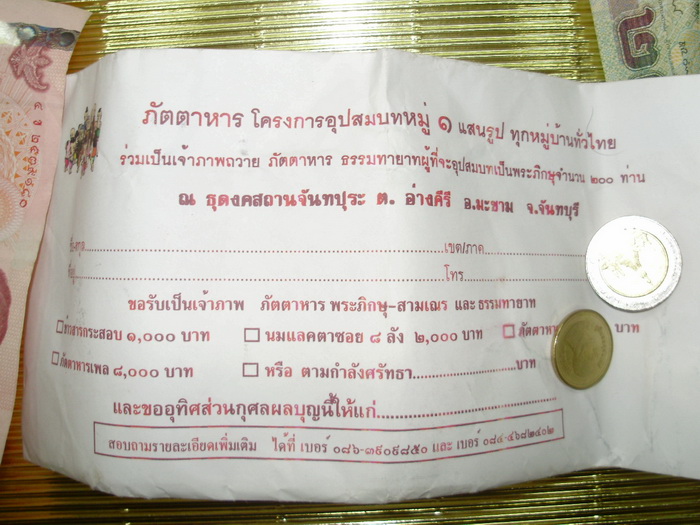 ภัตตาหาร โครงการอุปสมบทหมู่ ๑ แสนรูป ทุกหมู่บ้านทั่วไทย
ร่วมเป็นเจ้าภาพถวาย ภัตตาหาร ธรรมทายาทผู้ที่จะอุปสมบทเป็นพระภิกษุจำนวน ๒๐๐ ท่าน
ณ ธุดงคสถานจันทปุระ ต. อ่างคีรี อ.มะขาม จ.จันทบุรี
ชื่อ/สกุล.......................................................เขต/ภาค.....................
ที่อยู่.......................................................โทร.....................
ขอรับเป็นเจ้าภาพ ภัตตาหาร พระภิกษุ-สามเณร และ ธรรมทายาท
ข้าวสารกระสอบ ๑,๐๐๐ บาท นมแลคตาซอย ๘ ลัง ๒,๐๐๐ บาท บาท
ภัตตาหารเพล ๘,๐๐๐ บาท หรือ ตามกำลังศรัทธา.........................บาท
และขออุทิศส่วนกุศลผลบุญนี้ให้แก่........................................
สอบถามรายละเอียดเพิ่มเติม ได้ที่ เบอร์ ๐๘๖-๓๙๐๙๘๕๐ และ เบอร์ ๐๘๔-๔๖๘๒๔๐๒